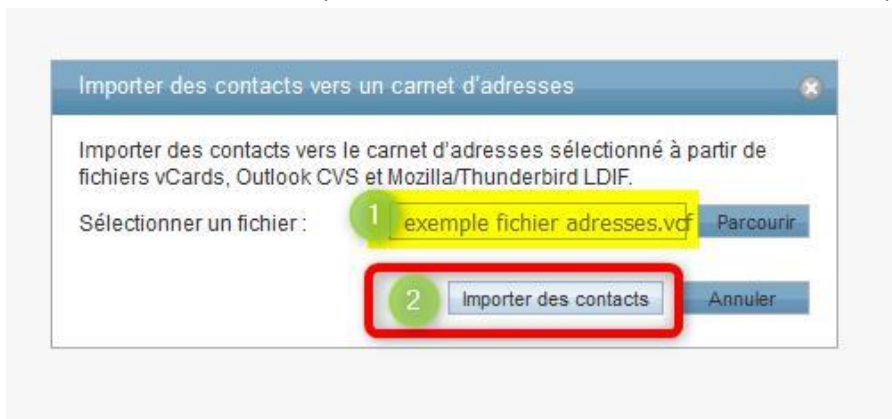 Importer des contacts vers un carnet d'adresses
Importer des contacts vers le carnet d'adresses sélectionné à partir de
fichiers vCards, Outlook CVS et Mozilla/Thunderbird LDIF.
Sélectionner un fichier : 1 exemple fichier adresses.vcf Parcourir
2 Importer des contacts Annuler